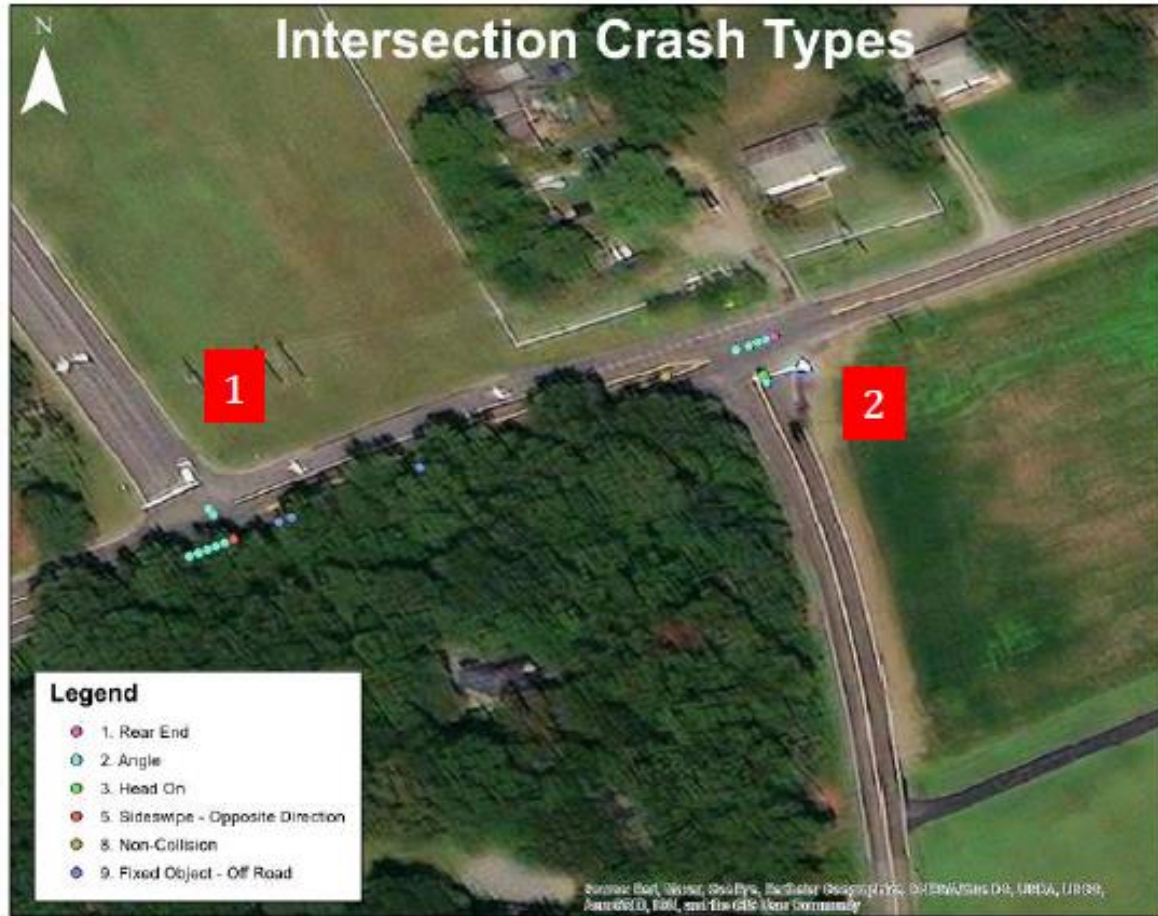 N
Intersection Crash Types
1
2
Legend
1. Rear End
2. Angle
3. Head On
5. Sideswipe - Opposite Direction
8. Non-Collision
9. Fixed Object - Off Road
Community